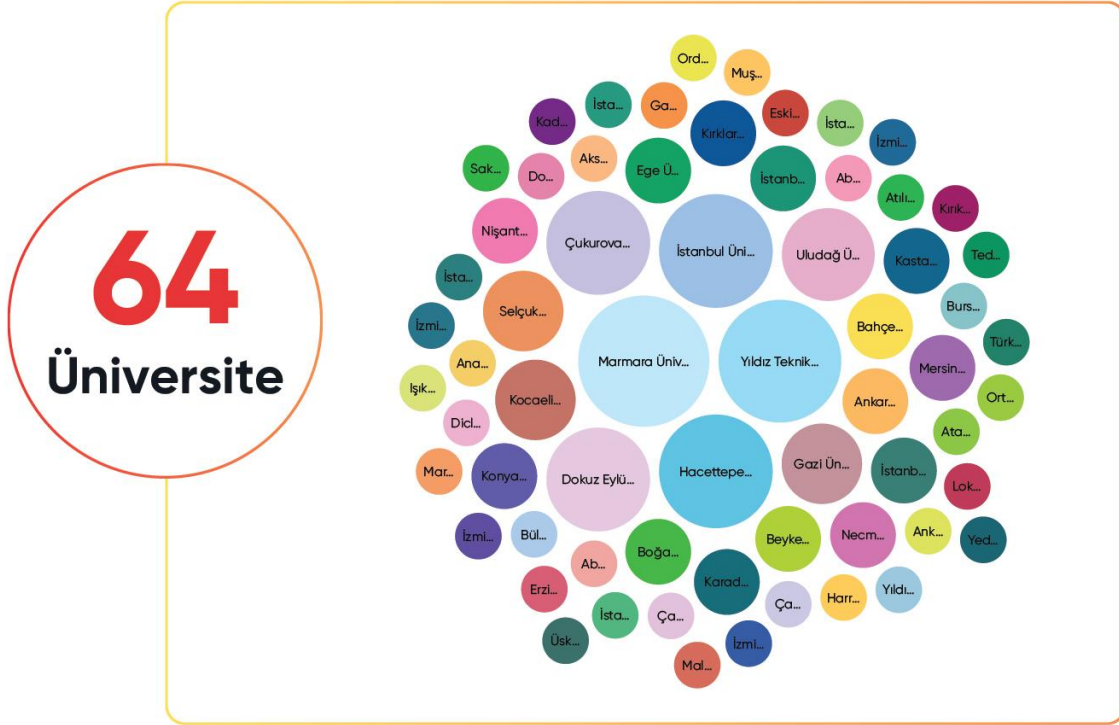 64
Üniversite
Ord...
Muş...
İsta...
Ga...
Eski...
İsta...
Kad...
Kırklar...
İzmi...
Aks...
Ege Ü...
İstanb...
Ab...
Sak...
Do...
Atılı...
Kırık...
Nişant...
Çukurova...
İstanbul Üni...
Uludağ Ü...
Kasta...
Ted...
İsta...
Selçuk...
Burs...
İzmi...
Bahçe...
Türk...
Ana...
Marmara Üniv...
Yıldız Teknik...
Mersin...
Işık...
Kocaeli...
Ankar...
Ort...
Dicl...
Ata...
Mar...
Konya...
Dokuz Eylü...
Hacettepe...
Gazi Ün...
İstanb...
Lok...
İzmi...
Bül...
Boğa...
Beyke...
Necm...
Ank...
Yed...
Ab...
Erzi...
Karad...
Yıldı...
İsta...
Ça...
Ça...
Harr...
Üsk...
İzmi...
Mal...